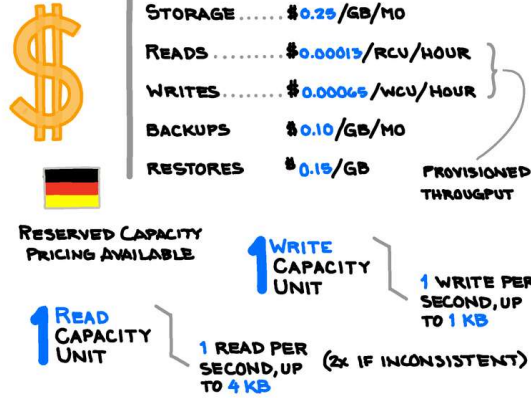 $
STORAGE ...... $0.25/GB/MO
READS ......... $0.00013/RCU/HOUR
WRITES ........ $0.00065/WCU/HOUR
BACKUPS $0.10/GB/MO
RESTORES $0.15/GB
PROVISIONED
THROUGPUT
RESERVED CAPACITY
PRICING AVAILABLE
1 WRITE
CAPACITY
UNIT
1 WRITE PER
SECOND, UP
TO 1 KB
1 READ
CAPACITY
UNIT
1 READ PER
SECOND, UP
TO 4 KB
(2X IF INCONSISTENT)